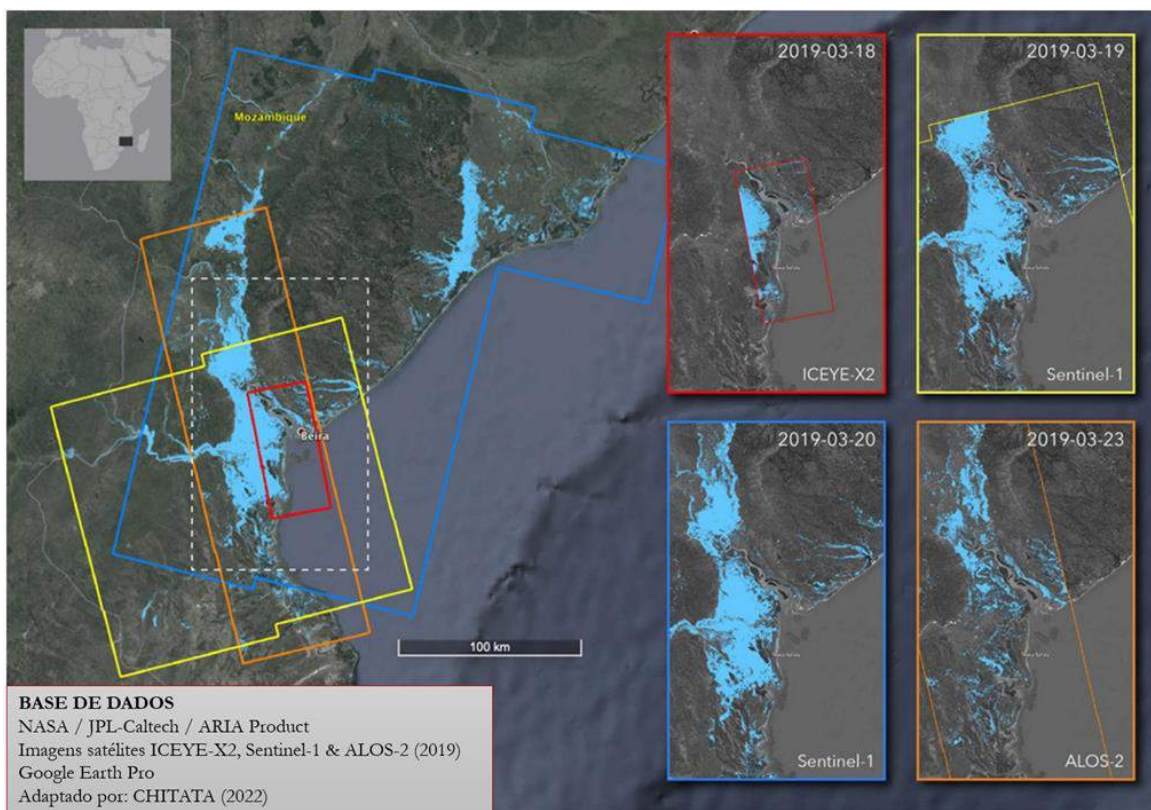 Mozambique
Beira
100 km
2019-03-18
ICEYE-X2
2019-03-19
Sentinel-1
2019-03-20
Sentinel-1
2019-03-23
ALOS-2
BASE DE DADOS
NASA / JPL-Caltech / ARIA Product
Imagens satélites ICEYE-X2, Sentinel-1 & ALOS-2 (2019)
Google Earth Pro
Adaptado por: CHITATA (2022)